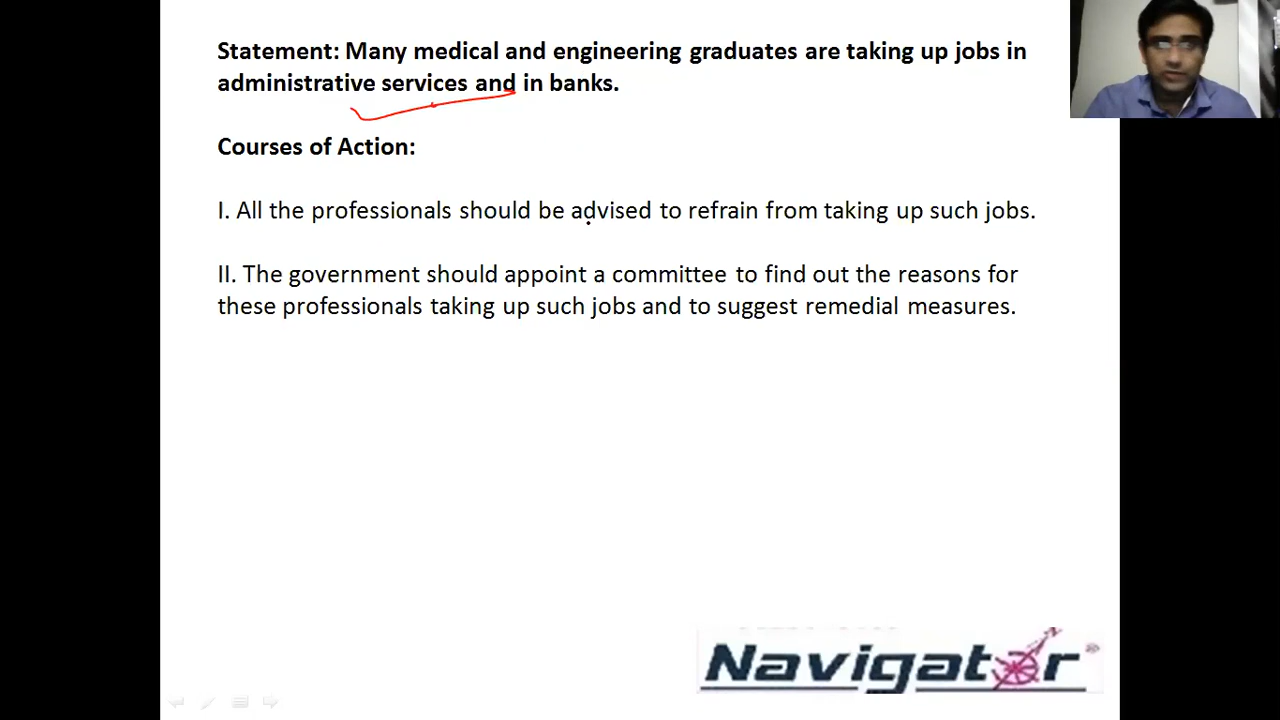 Statement: Many medical and engineering graduates are taking up jobs in
administrative services and in banks.
Courses of Action:
I. All the professionals should be advised to refrain from taking up such jobs.
II. The government should appoint a committee to find out the reasons for
these professionals taking up such jobs and to suggest remedial measures.
Navigator